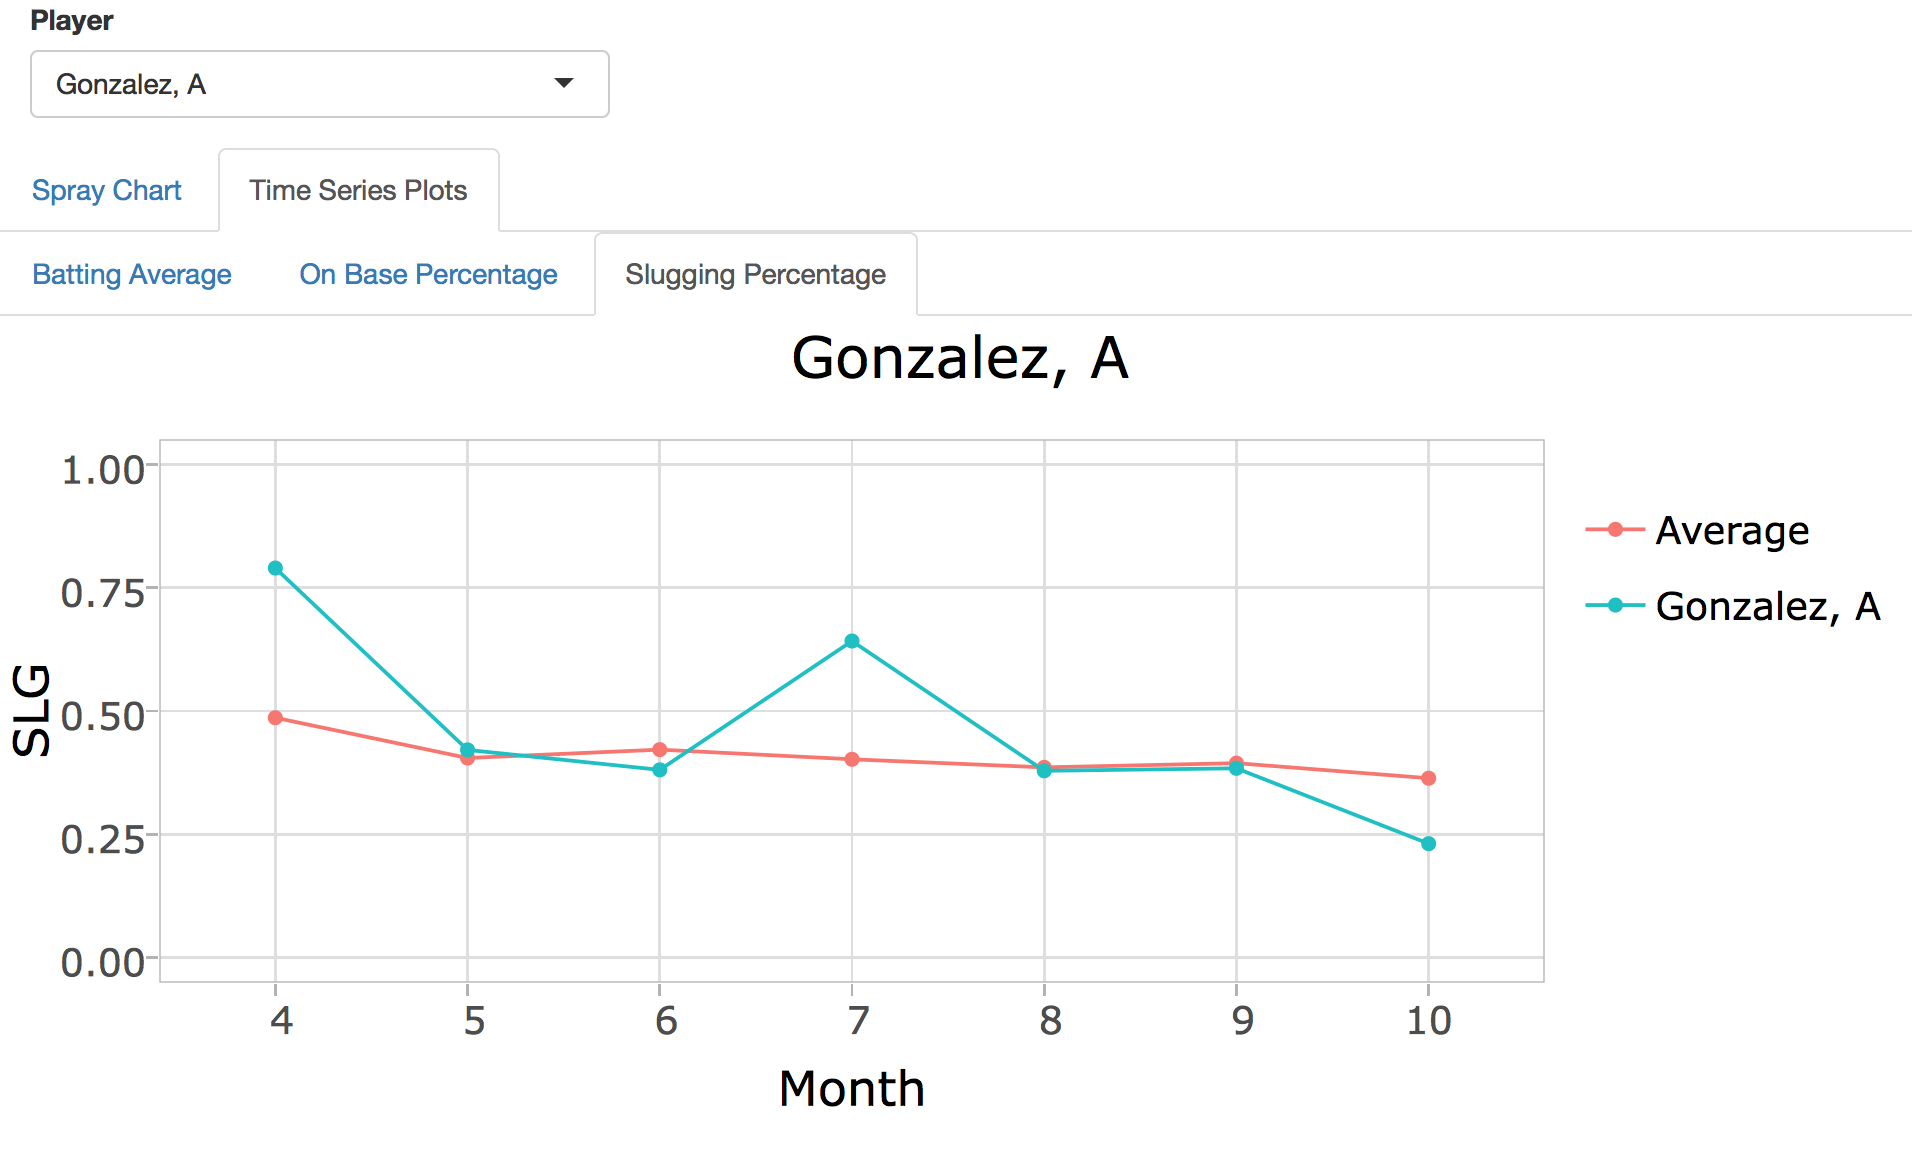 Player
Gonzalez, A
Spray Chart Time Series Plots
Batting Average On Base Percentage Slugging Percentage
Gonzalez, A
1.00
0.75
0.50
0.25
0.00
SLG
4 5 6 7 8 9 10
Month
Average
Gonzalez, A